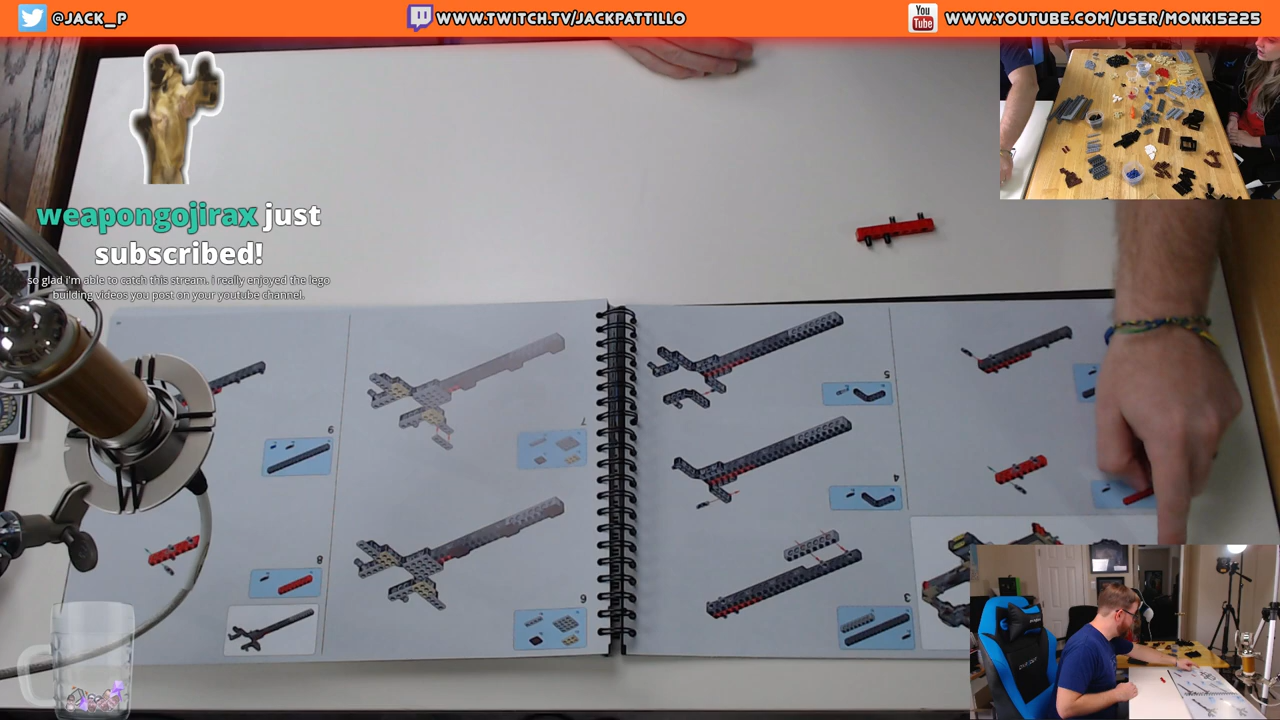 @JACK_P
WWW.TWITCH.TV/JACKPATTILLO
You
Tube
WWW.YOUTUBE.COM/USER/MONKI5225
weapongojirax just
subscribed!
so glad i'm able to catch this stream. i really enjoyed the lego
building videos you post on your youtube channel.
5
4
3
7
6
9
8